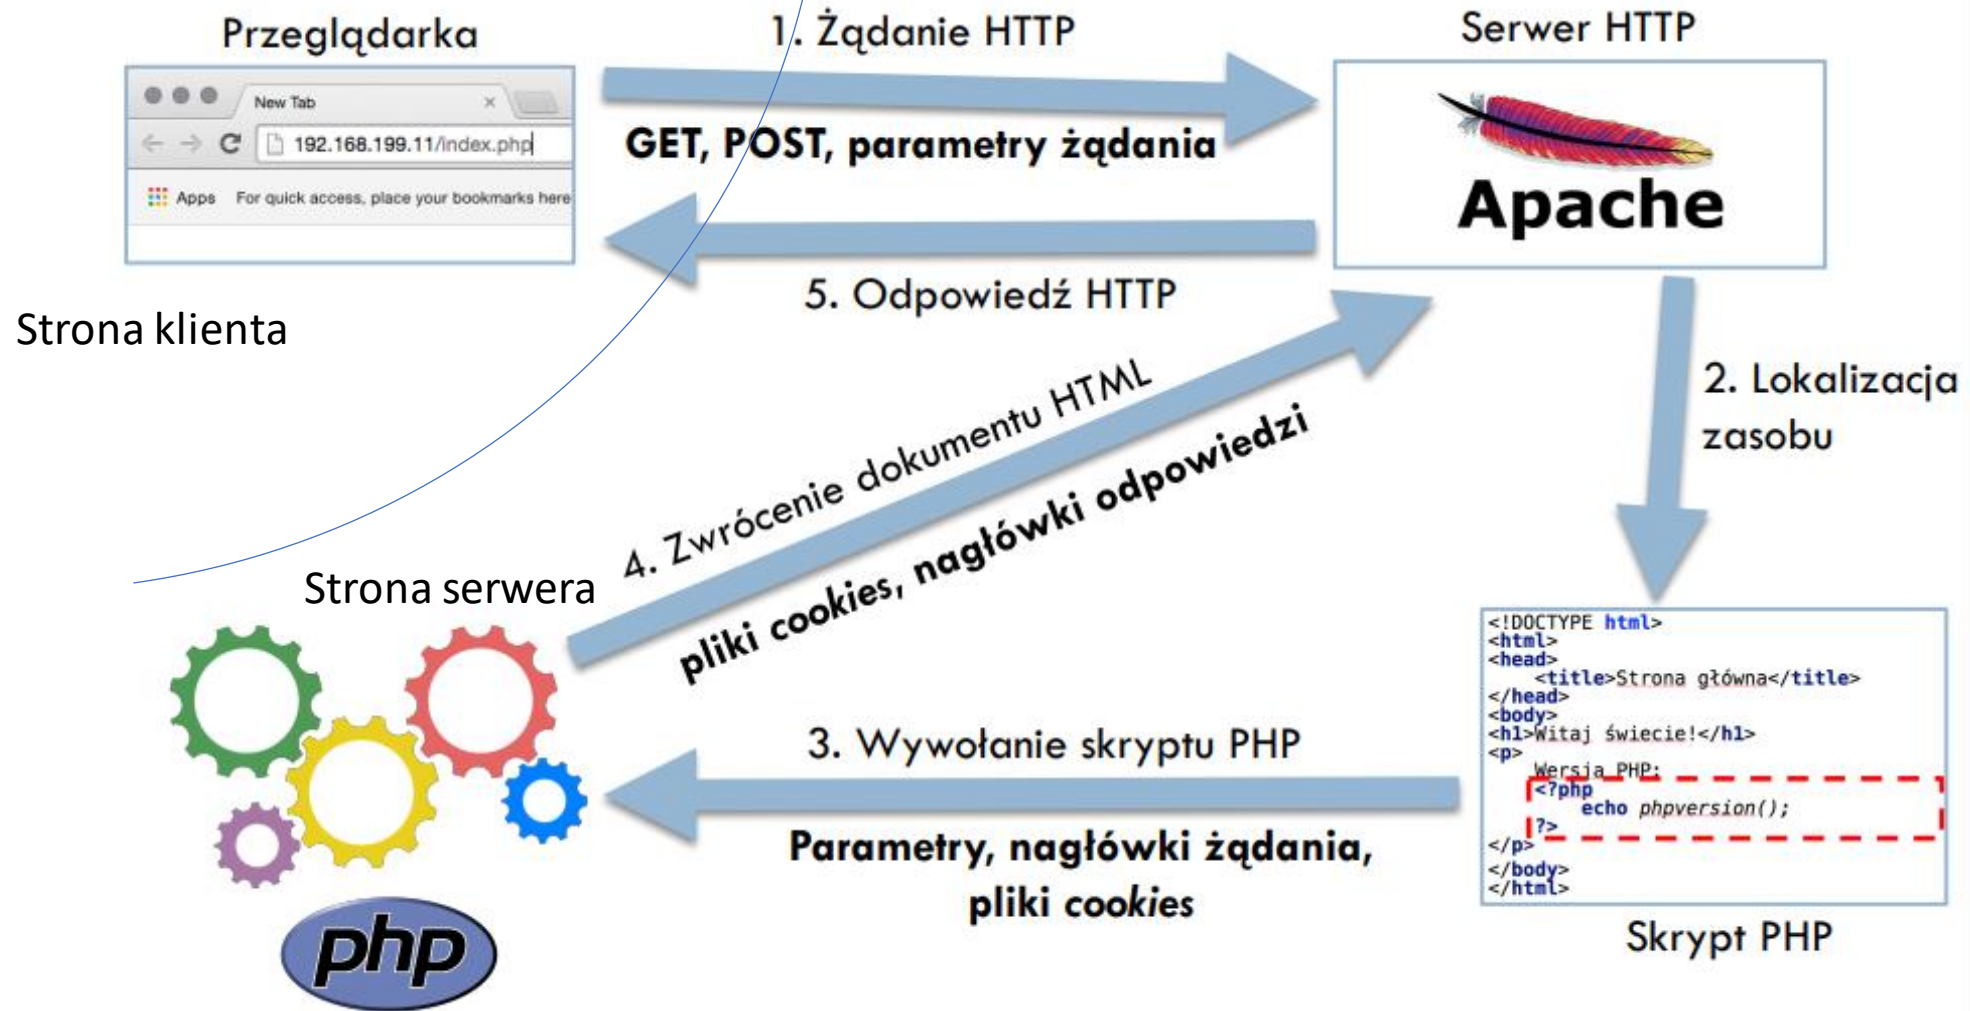 Przeglądarka
New Tab
192.168.199.11/index.php
Apps For quick access, place your bookmarks here
1. Żądanie HTTP
GET, POST, parametry żądania
Serwer HTTP
Apache
5. Odpowiedź HTTP
Strona klienta
2. Lokalizacja
zasobu
4. Zwrócenie dokumentu HTML
pliki cookies, nagłówki odpowiedzi
Strona serwera
<!DOCTYPE html>
<html>
<head>
<title>Strona główna</title>
</head>
<body>
<h1>Witaj świecie!</h1>
<p>
Wersja PHP:
<?php
echo phpversion();
?>
</p>
</body>
</html>
Skrypt PHP
3. Wywołanie skryptu PHP
Parametry, nagłówki żądania,
pliki cookies
php